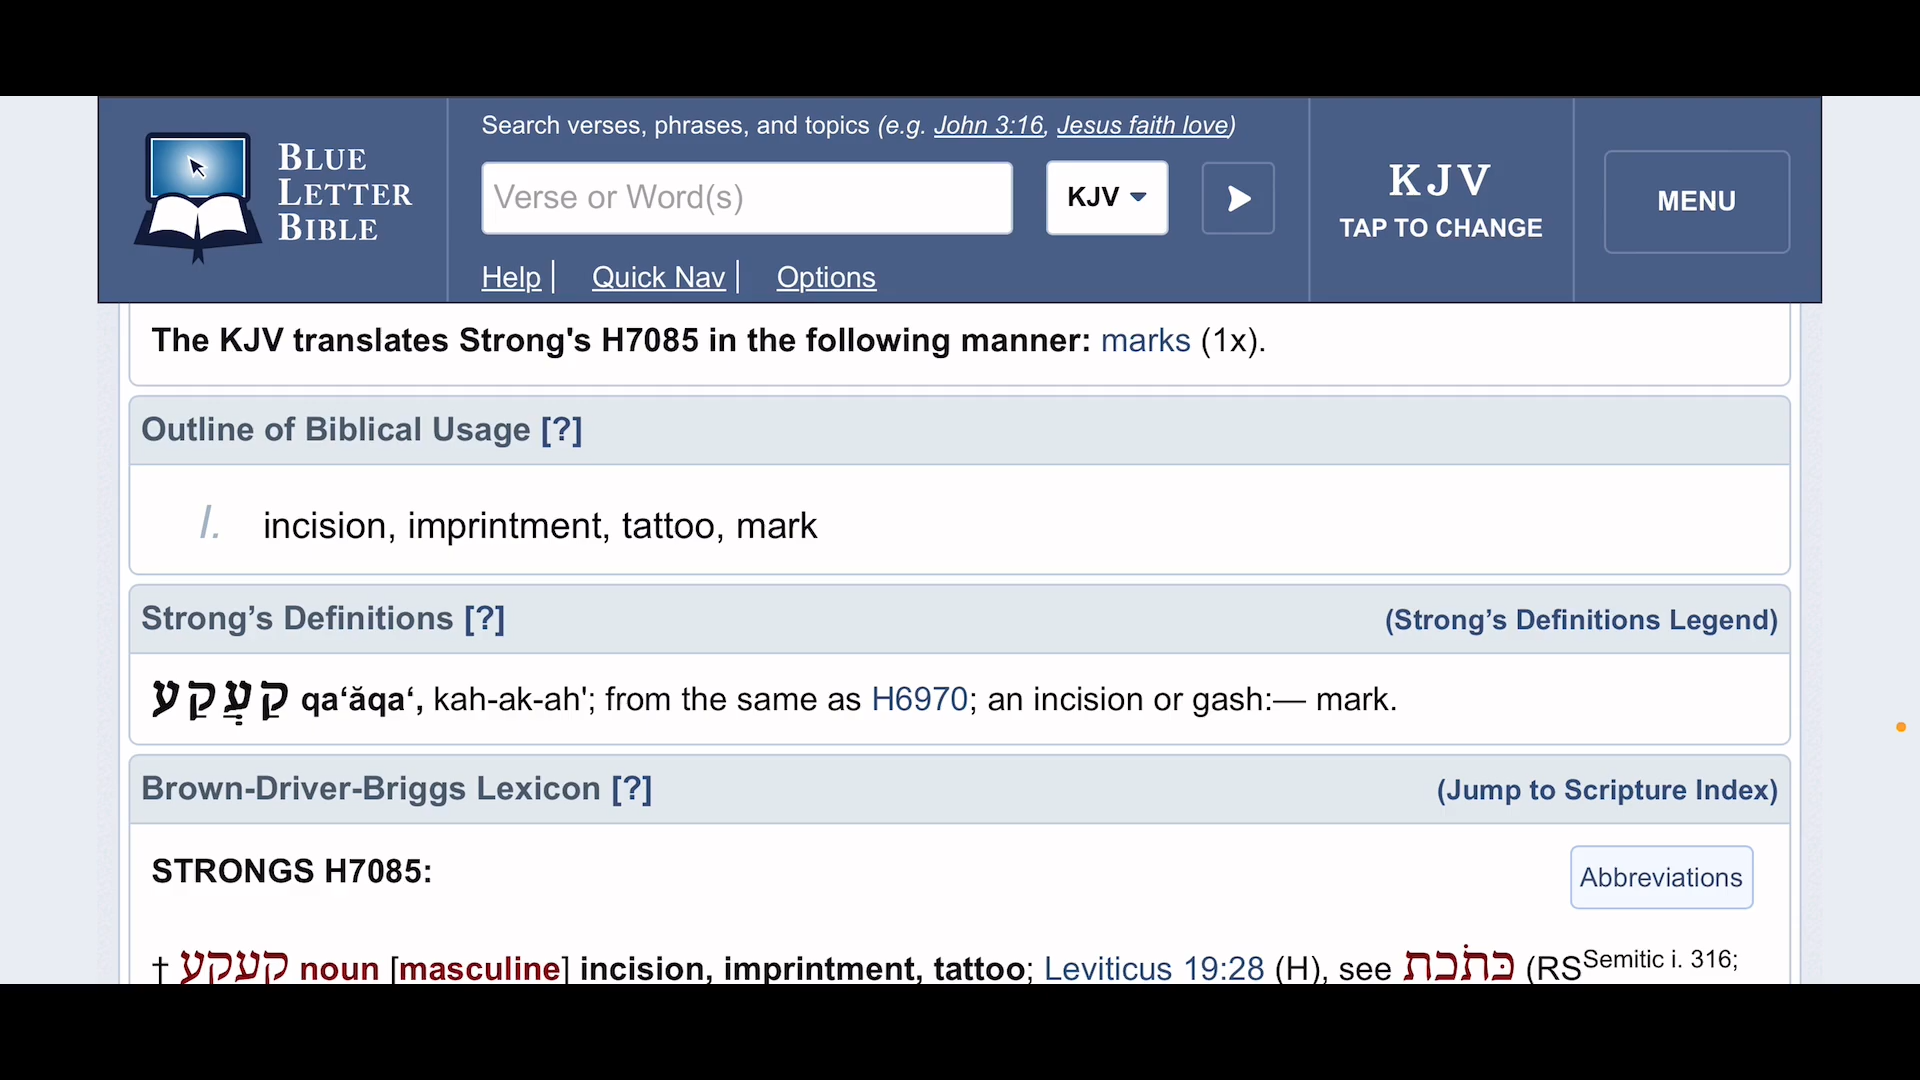 BLUE
LETTER
BIBLE
Search verses, phrases, and topics (e.g. John 3:16, Jesus faith love)
Verse or Word(s)
KJV
Help | Quick Nav | Options
KJV
TAP TO CHANGE
MENU
The KJV translates Strong's H7085 in the following manner: marks (1x).
Outline of Biblical Usage [?]
I. incision, imprintment, tattoo, mark
Strong’s Definitions [?]
(Strong’s Definitions Legend)
קַעֲקַע qaʻăqaʻ, kah-ak-ah'; from the same as H6970; an incision or gash:— mark.
Brown-Driver-Briggs Lexicon [?]
(Jump to Scripture Index)
STRONGS H7085:
Abbreviations
† קעקע noun [masculine] incision, imprintment, tattoo; Leviticus 19:28 (H), see כְּתֹכֶת (RS Semitic i. 316;